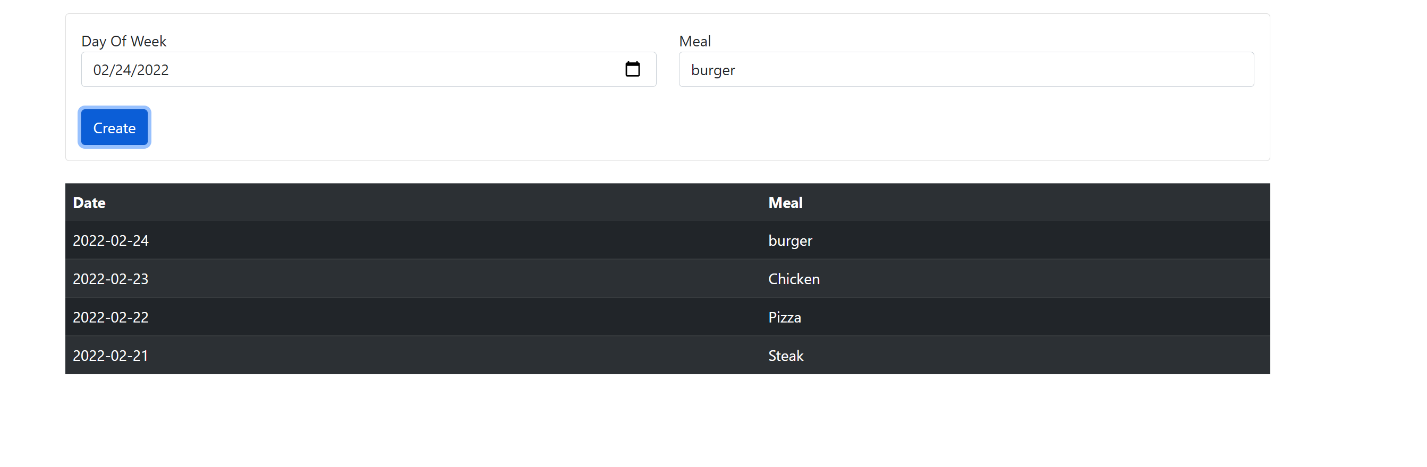 Day Of Week Meal
02/24/2022 burger
Create
Date Meal
2022-02-24 burger
2022-02-23 Chicken
2022-02-22 Pizza
2022-02-21 Steak